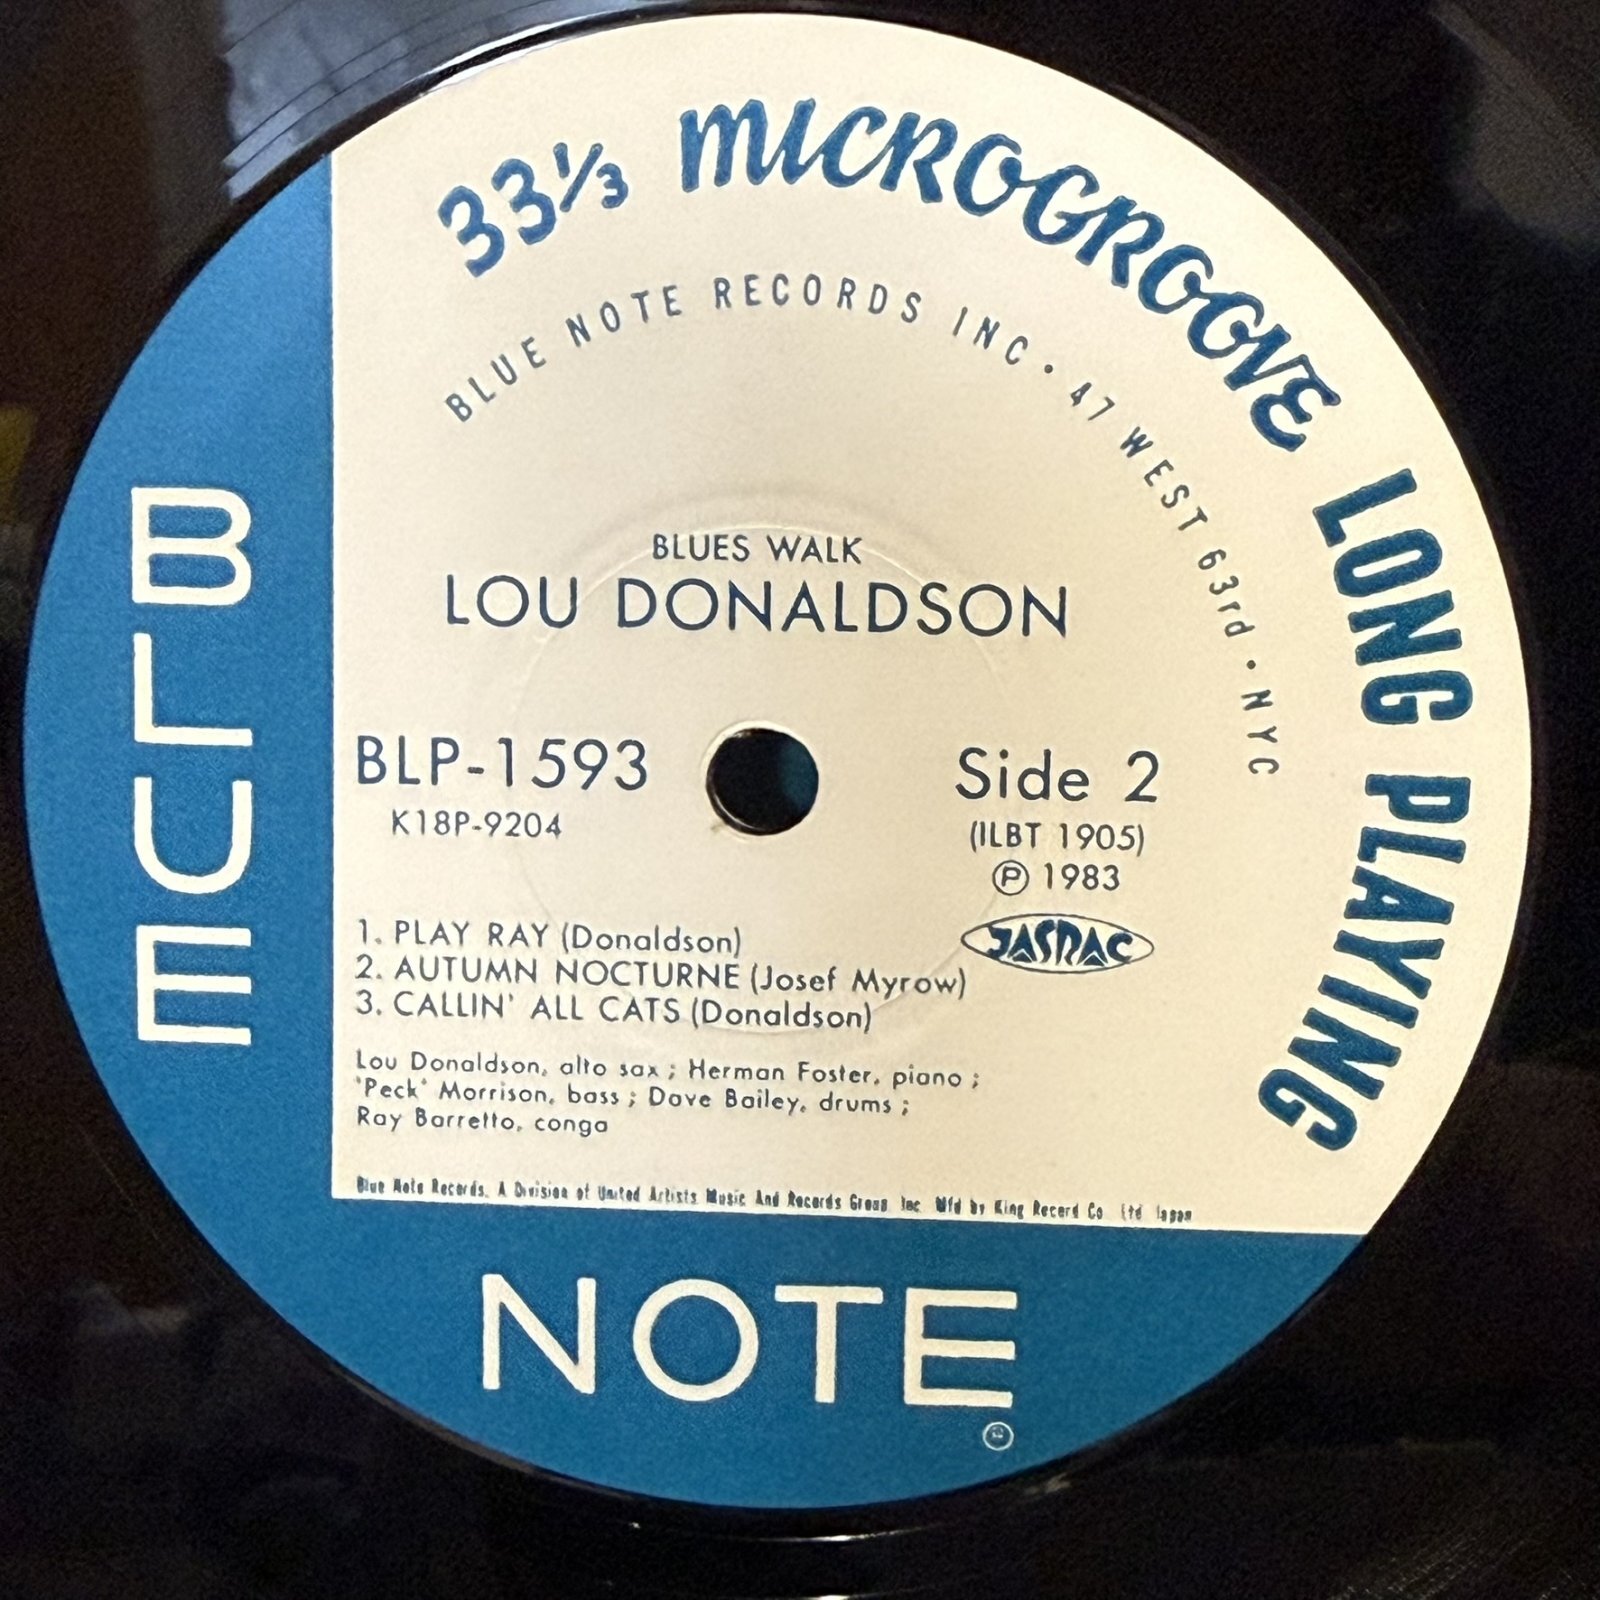 33⅓ MICROGROOVE LONG PLAYING
BLUE NOTE RECORDS INC · 47 WEST 63rd · NYC
BLUES WALK
LOU DONALDSON
BLP-1593
K18P-9204
Side 2
(ILBT 1905)
Ⓟ 1983
JASRAC
1. PLAY RAY (Donaldson)
2. AUTUMN NOCTURNE (Josef Myrow)
3. CALLIN' ALL CATS (Donaldson)
Lou Donaldson, alto sax ; Herman Foster, piano ;
'Peck' Morrison, bass ; Dave Bailey, drums ;
Ray Barretto, conga
Blue Note Records, A Division of United Artists Music And Records Group, Inc. Mfd by King Record Co. Ltd. Japan
BLUE
NOTE
®